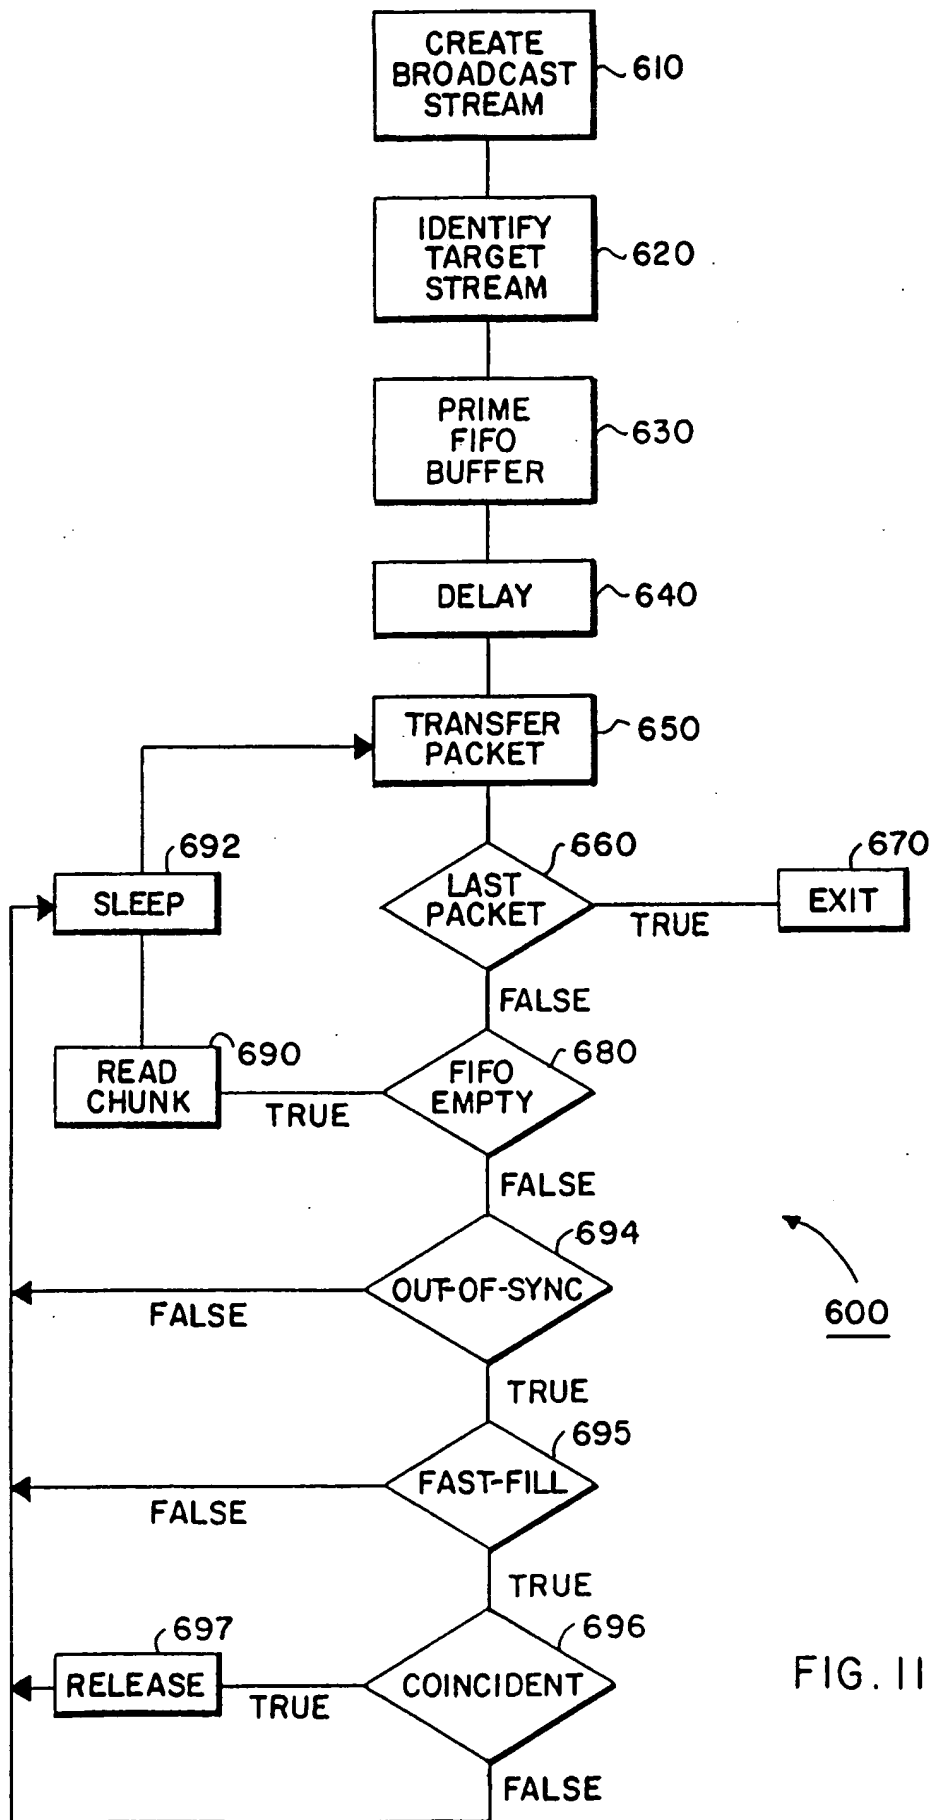 CREATE
BROADCAST
STREAM
610
IDENTIFY
TARGET
STREAM
620
PRIME
FIFO
BUFFER
630
DELAY
640
TRANSFER
PACKET
650
692
SLEEP
660
LAST
PACKET
TRUE
670
EXIT
FALSE
690
READ
CHUNK
TRUE
680
FIFO
EMPTY
FALSE
694
OUT-OF-SYNC
FALSE
600
TRUE
695
FAST-FILL
FALSE
TRUE
697
RELEASE
TRUE
696
COINCIDENT
FALSE
FIG. 11